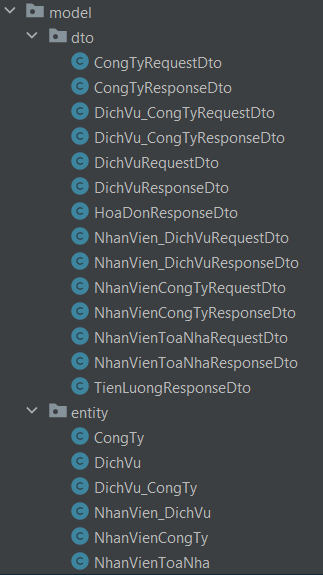 model
dto
CongTyRequestDto
CongTyResponseDto
DichVu_CongTyRequestDto
DichVu_CongTyResponseDto
DichVuRequestDto
DichVuResponseDto
HoaDonResponseDto
NhanVien_DichVuRequestDto
NhanVien_DichVuResponseDto
NhanVienCongTyRequestDto
NhanVienCongTyResponseDto
NhanVienToaNhaRequestDto
NhanVienToaNhaResponseDto
TienLuongResponseDto
entity
CongTy
DichVu
DichVu_CongTy
NhanVien_DichVu
NhanVienCongTy
NhanVienToaNha